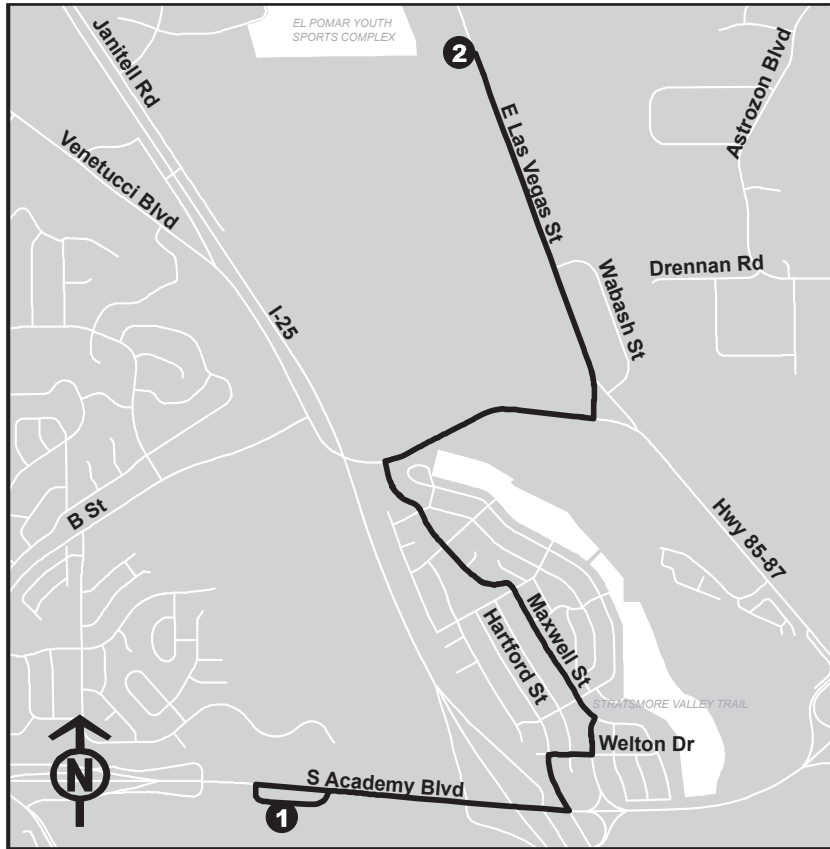 EL POMAR YOUTH
SPORTS COMPLEX
2
Janitell Rd
Astrozon Blvd
E Las Vegas St
Venetucci Blvd
Drennan Rd
Wabash St
I-25
B St
Hwy 85-87
Maxwell St
Hartford St
STRATSMORE VALLEY TRAIL
Welton Dr
N
S Academy Blvd
1